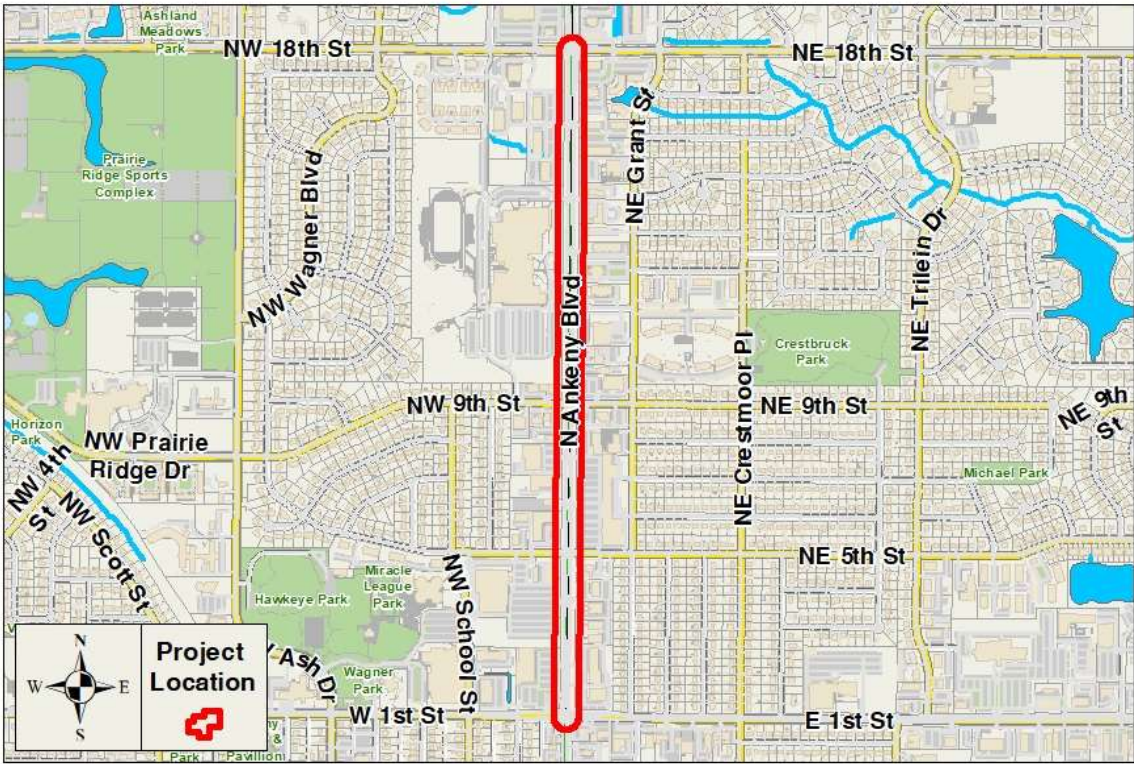 Ashland
Meadows
Park
NW 18th St
NE 18th St
NE Grant St
Prairie
Ridge Sports
Complex
NW Wagner Blvd
N Ankeny Blvd
NE Trilein Dr
NE Crestmoor Pl
Crestbruck
Park
NW 9th St
NE 9th St
NE 9th
St
Horizon
Park
NW Prairie
Ridge Dr
NW 4th
St
NW Scott St
Michael Park
NE 5th St
NW School St
Miracle
League
Park
Hawkeye Park
Ash Dr
Wagner
Park
W 1st St
E 1st St
N
W
E
S
Project
Location
&
Park
Pavilion